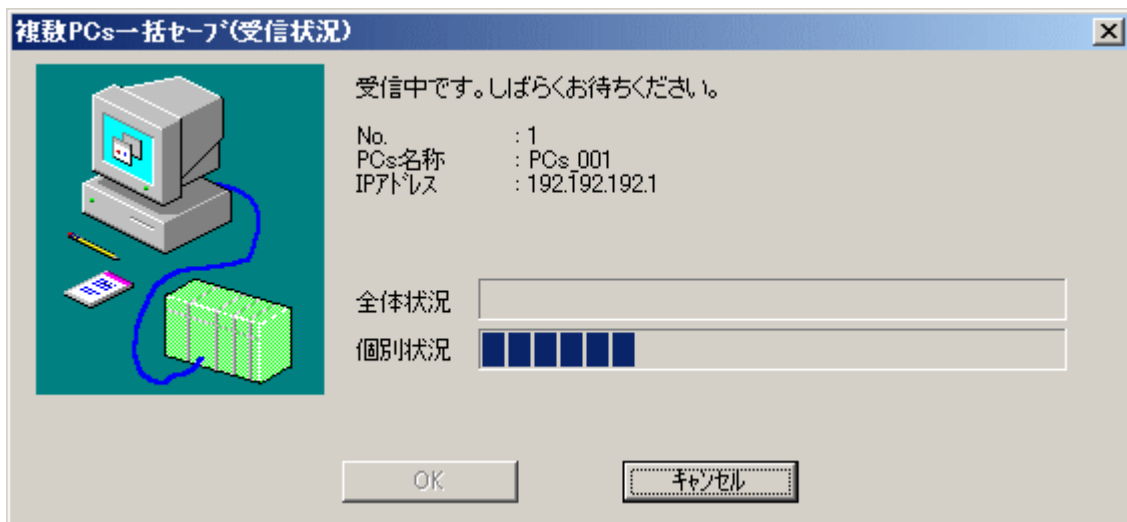 複数PCs一括ｾｰﾌﾞ(受信状況)
受信中です。しばらくお待ちください。
No. : 1
PCs名称 : PCs_001
IPｱﾄﾞﾚｽ : 192.192.192.1
全体状況
個別状況
OK
ｷｬﾝｾﾙ